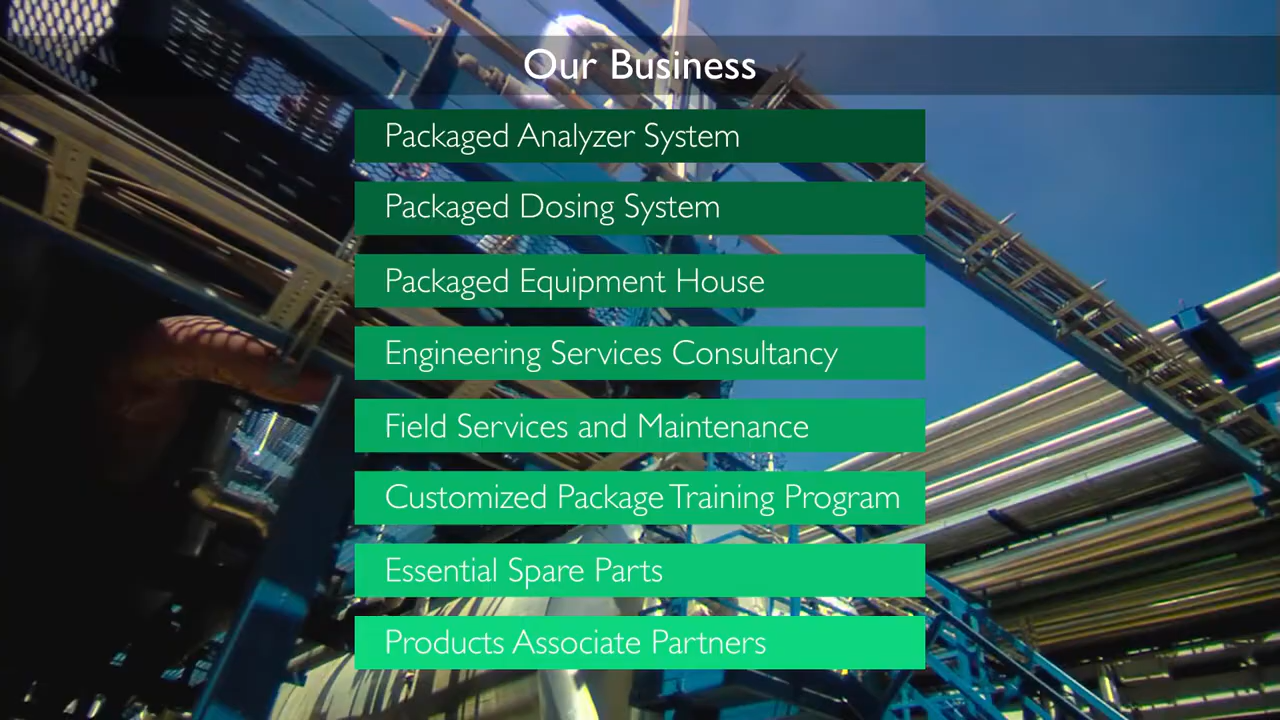 Our Business
Packaged Analyzer System
Packaged Dosing System
Packaged Equipment House
Engineering Services Consultancy
Field Services and Maintenance
Customized Package Training Program
Essential Spare Parts
Products Associate Partners